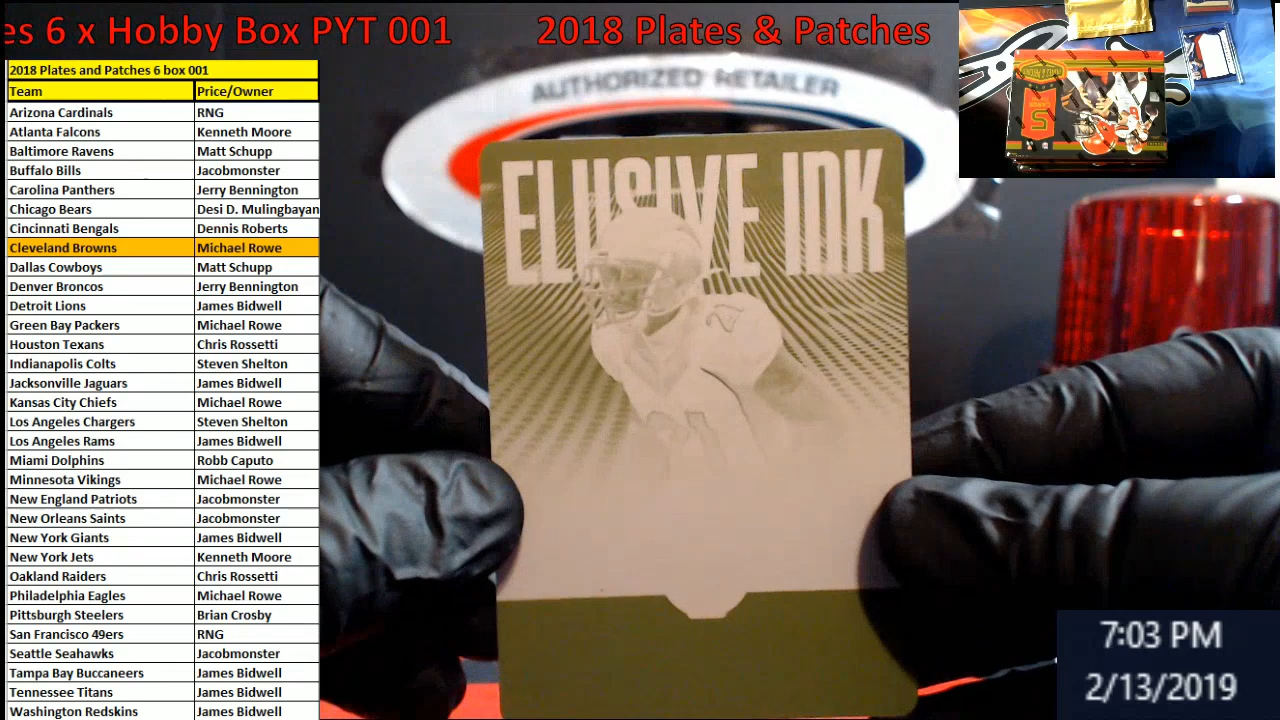 es 6 x Hobby Box PYT 001 2018 Plates & Patches
2018 Plates and Patches 6 box 001
Team Price/Owner
Arizona Cardinals RNG
Atlanta Falcons Kenneth Moore
Baltimore Ravens Matt Schupp
Buffalo Bills Jacobmonster
Carolina Panthers Jerry Bennington
Chicago Bears Desi D. Mulingbayan
Cincinnati Bengals Dennis Roberts
Cleveland Browns Michael Rowe
Dallas Cowboys Matt Schupp
Denver Broncos Jerry Bennington
Detroit Lions James Bidwell
Green Bay Packers Michael Rowe
Houston Texans Chris Rossetti
Indianapolis Colts Steven Shelton
Jacksonville Jaguars James Bidwell
Kansas City Chiefs Michael Rowe
Los Angeles Chargers Steven Shelton
Los Angeles Rams James Bidwell
Miami Dolphins Robb Caputo
Minnesota Vikings Michael Rowe
New England Patriots Jacobmonster
New Orleans Saints Jacobmonster
New York Giants James Bidwell
New York Jets Kenneth Moore
Oakland Raiders Chris Rossetti
Philadelphia Eagles Michael Rowe
Pittsburgh Steelers Brian Crosby
San Francisco 49ers RNG
Seattle Seahawks Jacobmonster
Tampa Bay Buccaneers James Bidwell
Tennessee Titans James Bidwell
Washington Redskins James Bidwell
AUTHORIZED RETAILER
ELUSIVE INK
21
5
7:03 PM
2/13/2019